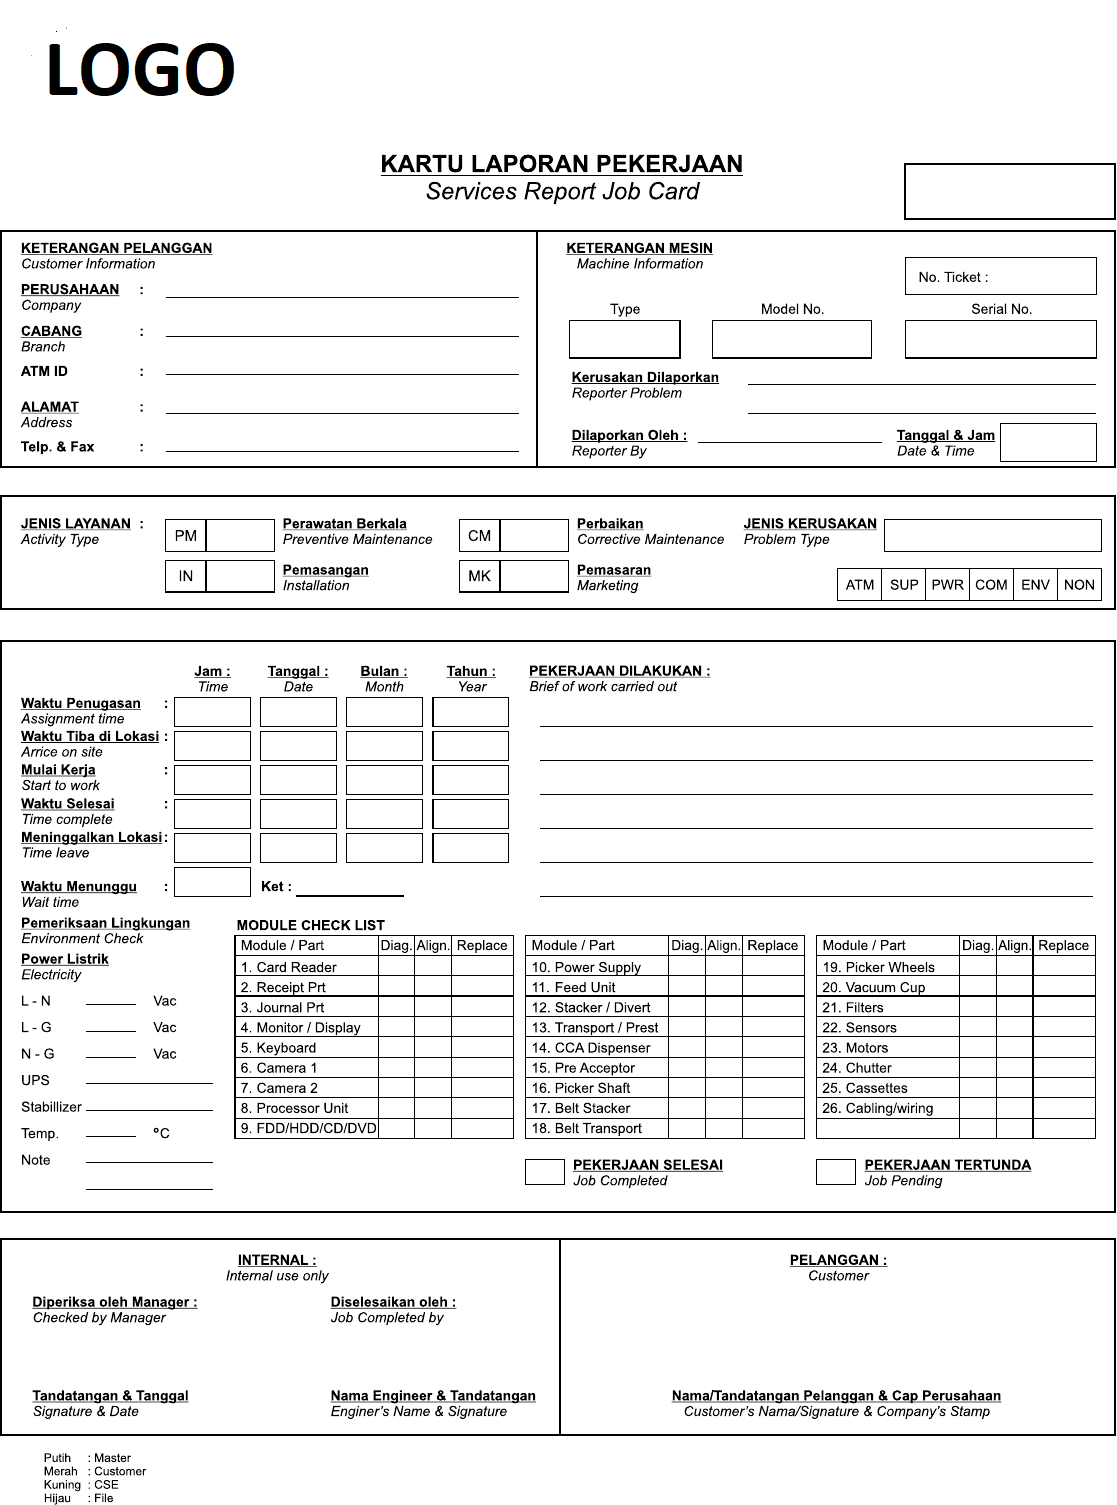 LOGO
KARTU LAPORAN PEKERJAAN
Services Report Job Card
KETERANGAN PELANGGAN
Customer Information
PERUSAHAAN :
Company
CABANG :
Branch
ATM ID :
ALAMAT :
Address
Telp. & Fax :
KETERANGAN MESIN
Machine Information
No. Ticket :
Type Model No. Serial No.
Kerusakan Dilaporkan
Reporter Problem
Dilaporkan Oleh : Tanggal & Jam
Reporter By Date & Time
JENIS LAYANAN : PM Perawatan Berkala CM Perbaikan JENIS KERUSAKAN
Activity Type Preventive Maintenance Corrective Maintenance Problem Type
IN Pemasangan MK Pemasaran
Installation Marketing
ATM SUP PWR COM ENV NON
Jam : Tanggal : Bulan : Tahun :
Time Date Month Year
Waktu Penugasan :
Assignment time
Waktu Tiba di Lokasi :
Arrice on site
Mulai Kerja :
Start to work
Waktu Selesai :
Time complete
Meninggalkan Lokasi :
Time leave
Waktu Menunggu : Ket :
Wait time
PEKERJAAN DILAKUKAN :
Brief of work carried out
Pemeriksaan Lingkungan
Environment Check
Power Listrik
Electricity
L - N Vac
L - G Vac
N - G Vac
UPS
Stabillizer
Temp. °C
Note
MODULE CHECK LIST
Module / Part Diag. Align. Replace
1. Card Reader
2. Receipt Prt
3. Journal Prt
4. Monitor / Display
5. Keyboard
6. Camera 1
7. Camera 2
8. Processor Unit
9. FDD/HDD/CD/DVD
Module / Part Diag. Align. Replace
10. Power Supply
11. Feed Unit
12. Stacker / Divert
13. Transport / Prest
14. CCA Dispenser
15. Pre Acceptor
16. Picker Shaft
17. Belt Stacker
18. Belt Transport
Module / Part Diag. Align. Replace
19. Picker Wheels
20. Vacuum Cup
21. Filters
22. Sensors
23. Motors
24. Chutter
25. Cassettes
26. Cabling/wiring
PEKERJAAN SELESAI PEKERJAAN TERTUNDA
Job Completed Job Pending
INTERNAL :
Internal use only
Diperiksa oleh Manager : Diselesaikan oleh :
Checked by Manager Job Completed by
Tandatangan & Tanggal Nama Engineer & Tandatangan
Signature & Date Enginer's Name & Signature
PELANGGAN :
Customer
Nama/Tandatangan Pelanggan & Cap Perusahaan
Customer's Name/Signature & Company's Stamp
Putih : Master
Merah : Customer
Kuning : CSE
Hijau : File